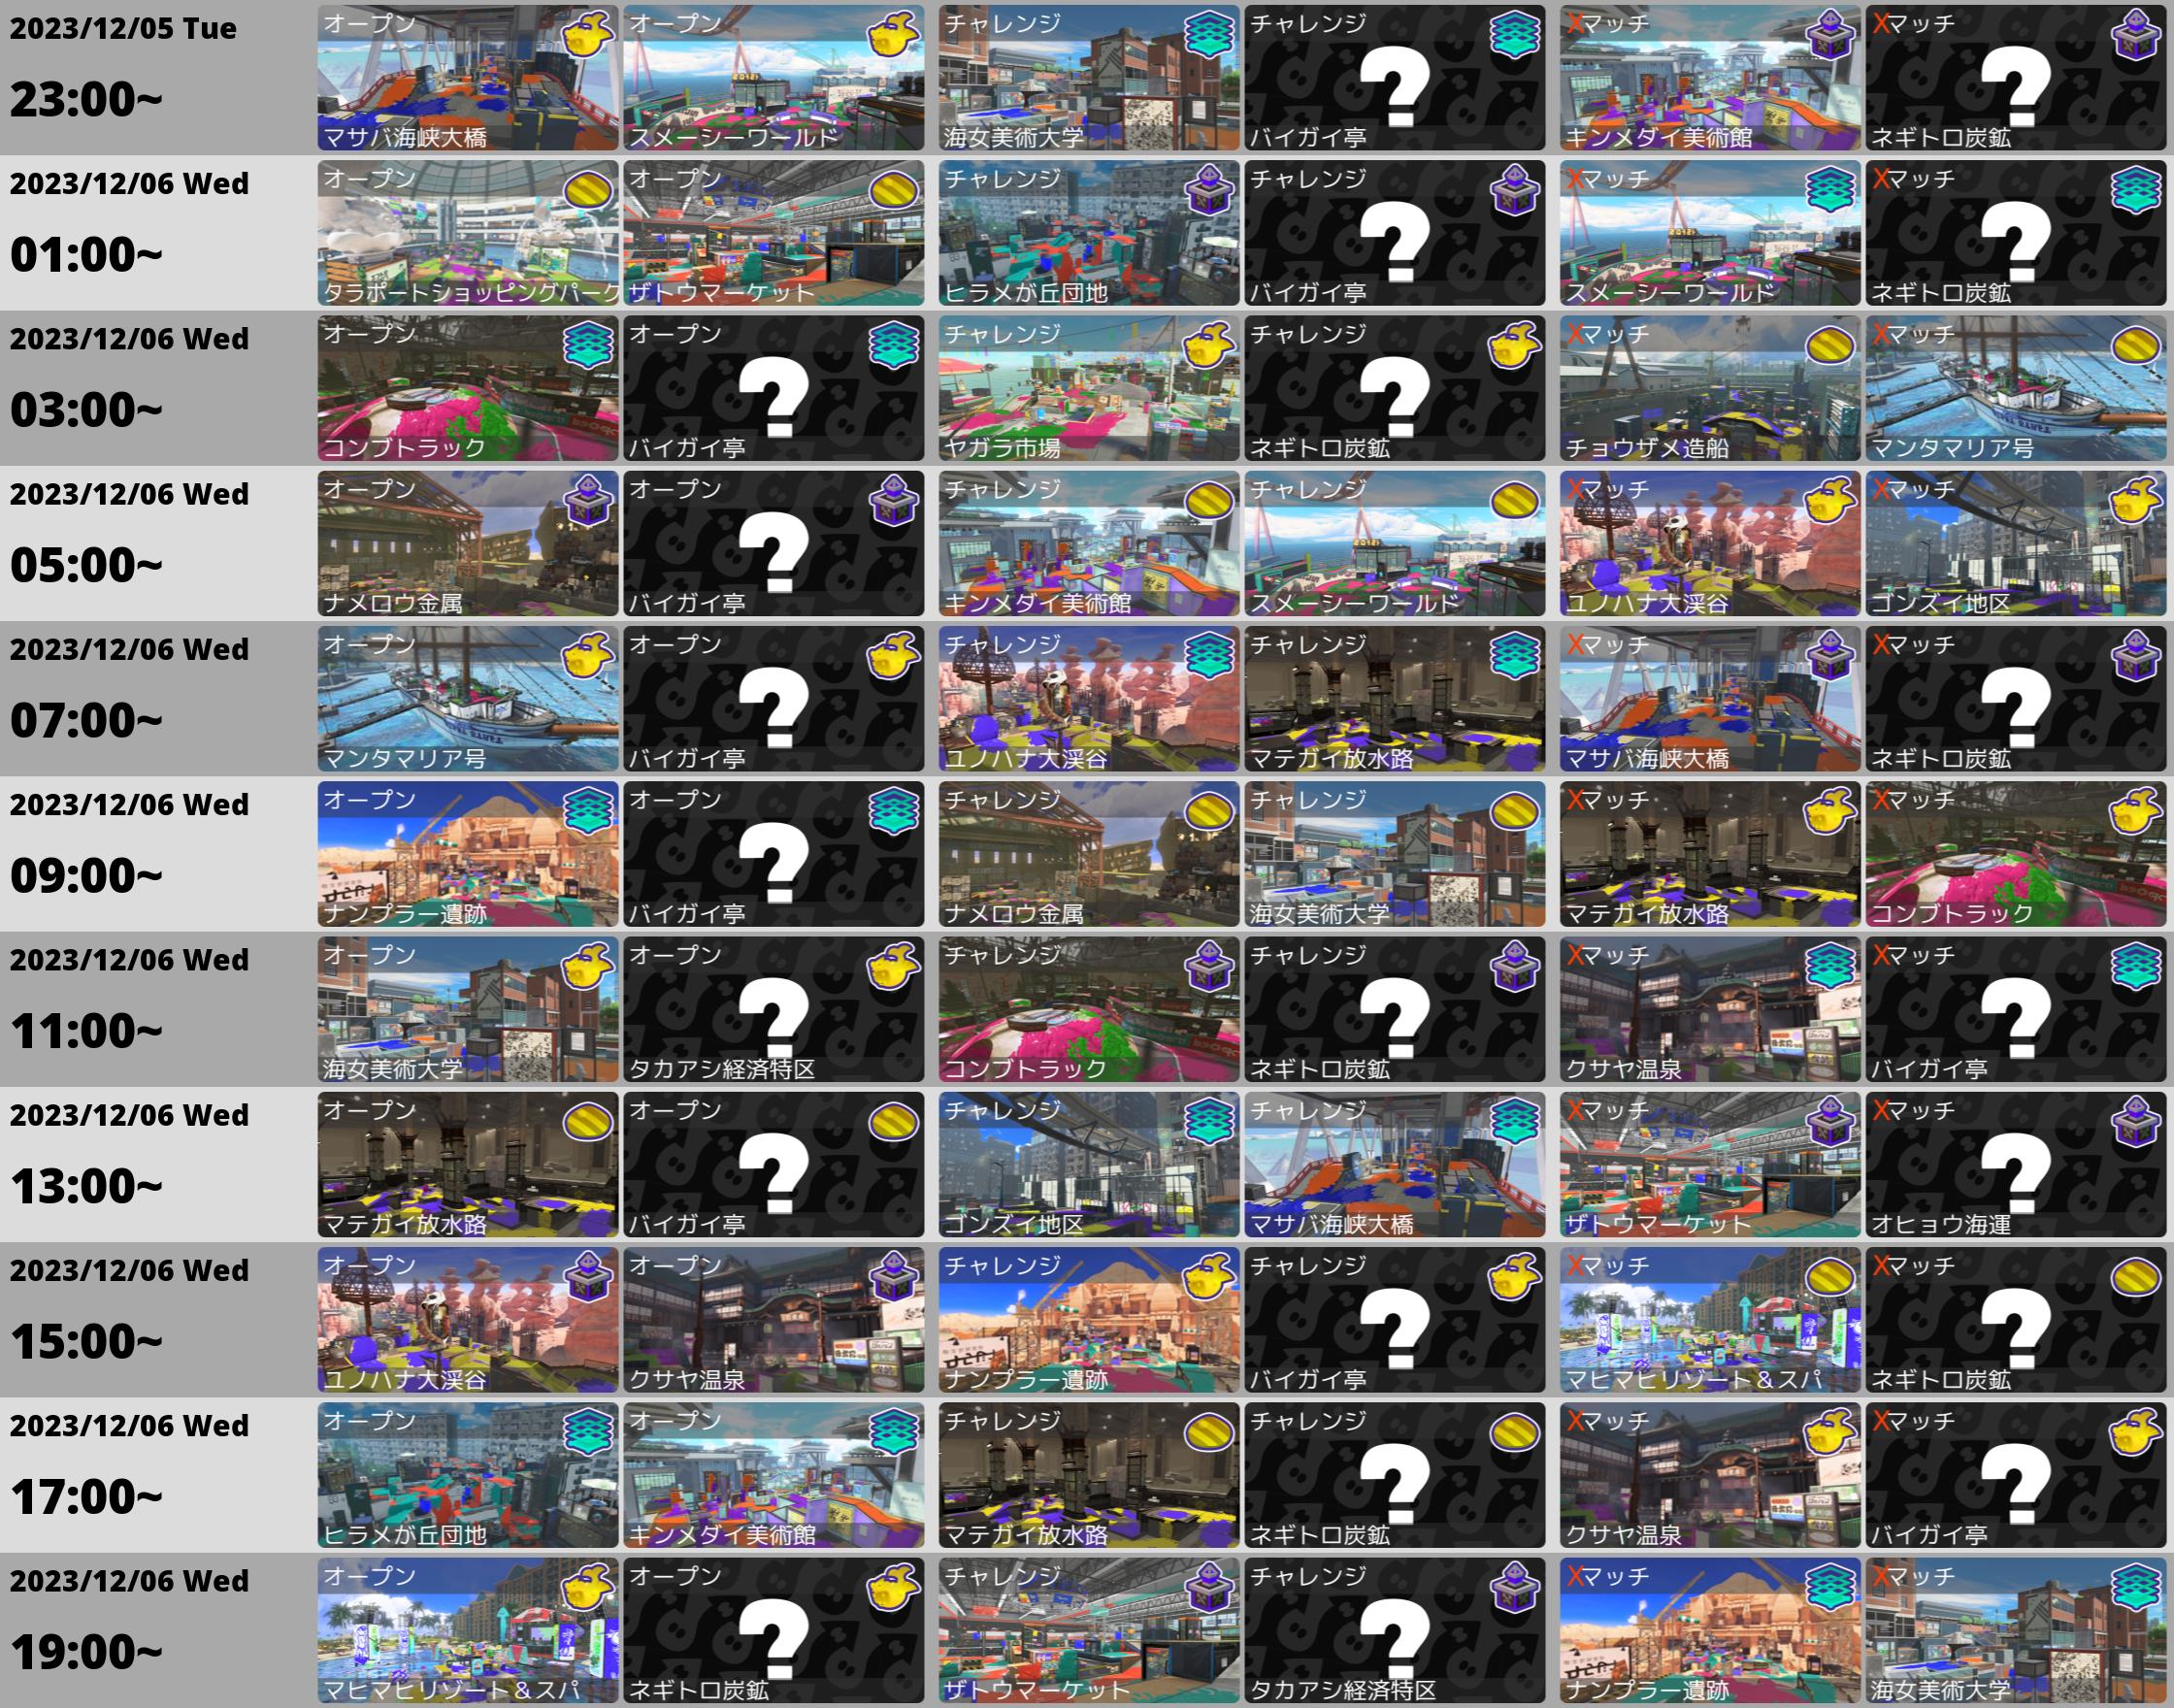 2023/12/05 Tue
23:00~
オープン
マサバ海峡大橋
オープン
スメーシーワールド
チャレンジ
海女美術大学
チャレンジ
?
バイガイ亭
Xマッチ
キンメダイ美術館
Xマッチ
?
ネギトロ炭鉱
2023/12/06 Wed
01:00~
オープン
タラポートショッピングパーク
オープン
ザトウマーケット
チャレンジ
ヒラメが丘団地
チャレンジ
?
バイガイ亭
Xマッチ
スメーシーワールド
Xマッチ
?
ネギトロ炭鉱
2023/12/06 Wed
03:00~
オープン
コンブトラック
オープン
?
バイガイ亭
チャレンジ
ヤガラ市場
チャレンジ
?
ネギトロ炭鉱
Xマッチ
チョウザメ造船
Xマッチ
マンタマリア号
2023/12/06 Wed
05:00~
オープン
ナメロウ金属
オープン
?
バイガイ亭
チャレンジ
キンメダイ美術館
チャレンジ
スメーシーワールド
Xマッチ
ユノハナ大渓谷
Xマッチ
ゴンズイ地区
2023/12/06 Wed
07:00~
オープン
マンタマリア号
オープン
?
バイガイ亭
チャレンジ
ユノハナ大渓谷
チャレンジ
マテガイ放水路
Xマッチ
マサバ海峡大橋
Xマッチ
?
ネギトロ炭鉱
2023/12/06 Wed
09:00~
オープン
ナンプラー遺跡
オープン
?
バイガイ亭
チャレンジ
ナメロウ金属
チャレンジ
海女美術大学
Xマッチ
マテガイ放水路
Xマッチ
コンブトラック
2023/12/06 Wed
11:00~
オープン
海女美術大学
オープン
?
タカアシ経済特区
チャレンジ
コンブトラック
チャレンジ
?
ネギトロ炭鉱
Xマッチ
クサヤ温泉
Xマッチ
?
バイガイ亭
2023/12/06 Wed
13:00~
オープン
マテガイ放水路
オープン
?
バイガイ亭
チャレンジ
ゴンズイ地区
チャレンジ
マサバ海峡大橋
Xマッチ
ザトウマーケット
Xマッチ
?
オヒョウ海運
2023/12/06 Wed
15:00~
オープン
ユノハナ大渓谷
オープン
クサヤ温泉
チャレンジ
ナンプラー遺跡
チャレンジ
?
バイガイ亭
Xマッチ
マヒマヒリゾート＆スパ
Xマッチ
?
ネギトロ炭鉱
2023/12/06 Wed
17:00~
オープン
ヒラメが丘団地
オープン
キンメダイ美術館
チャレンジ
マテガイ放水路
チャレンジ
?
ネギトロ炭鉱
Xマッチ
クサヤ温泉
Xマッチ
?
バイガイ亭
2023/12/06 Wed
19:00~
オープン
マヒマヒリゾート＆スパ
オープン
?
ネギトロ炭鉱
チャレンジ
ザトウマーケット
チャレンジ
?
タカアシ経済特区
Xマッチ
ナンプラー遺跡
Xマッチ
海女美術大学